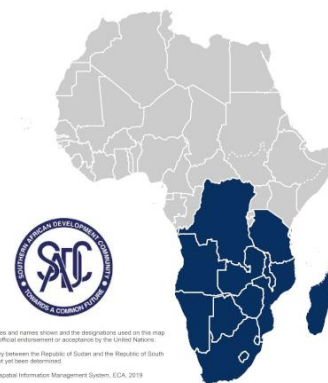 SOUTHERN AFRICAN DEVELOPMENT COMMUNITY
SADC
TOWARDS A COMMON FUTURE
es and names shown and the designations used on this map
official endorsement or acceptance by the United Nations.
y between the Republic of Sudan and the Republic of South
t yet been determined.
spatial Information Management System, ECA, 2019